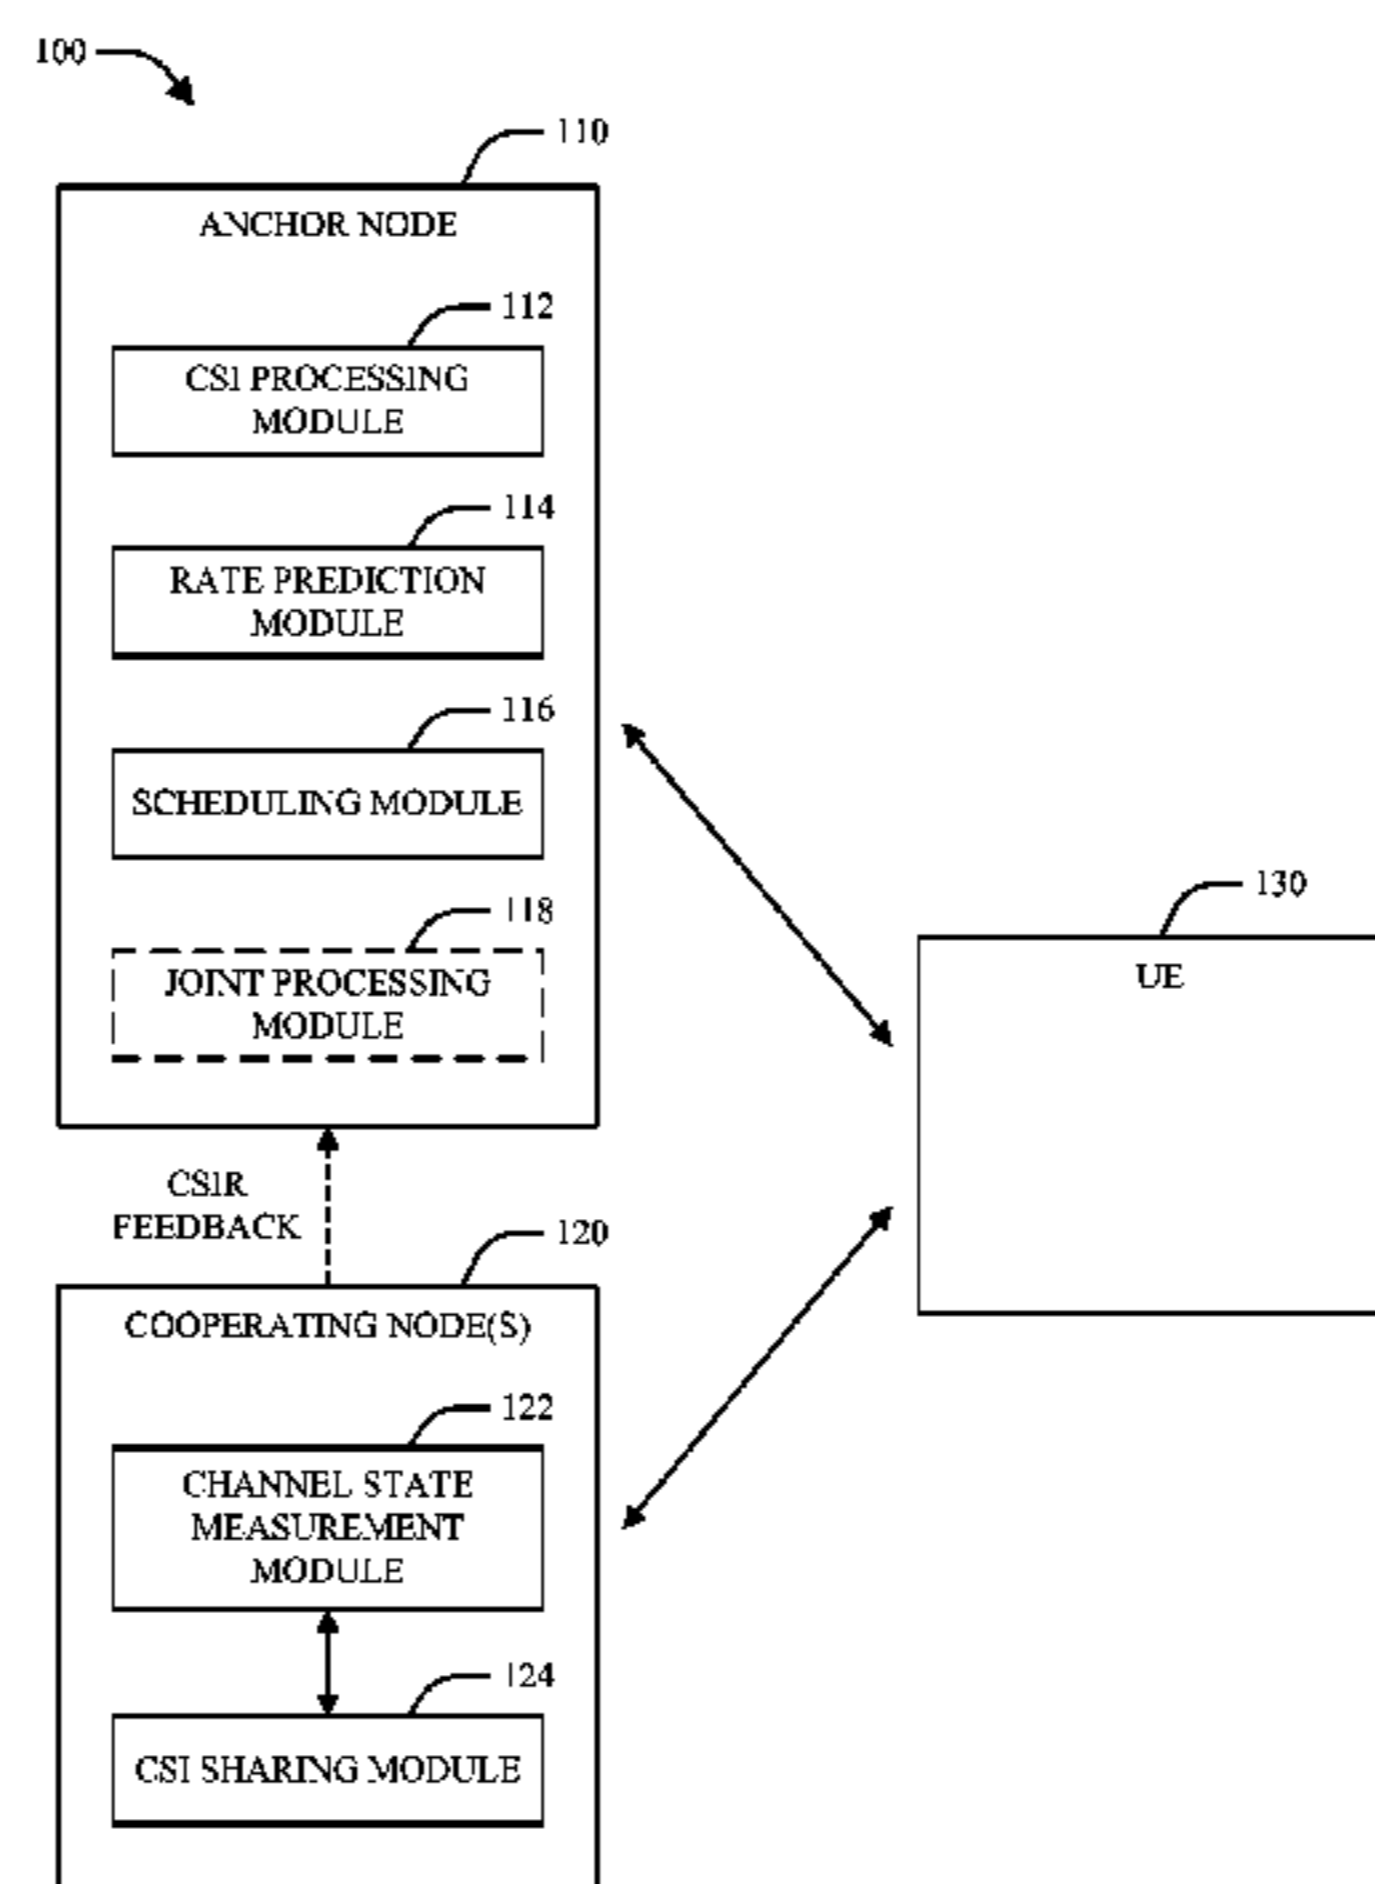 100
110
ANCHOR NODE
112
CSI PROCESSING
MODULE
114
RATE PREDICTION
MODULE
116
SCHEDULING MODULE
118
JOINT PROCESSING
MODULE
130
UE
CSIR
FEEDBACK
120
COOPERATING NODE(S)
122
CHANNEL STATE
MEASUREMENT
MODULE
124
CSI SHARING MODULE